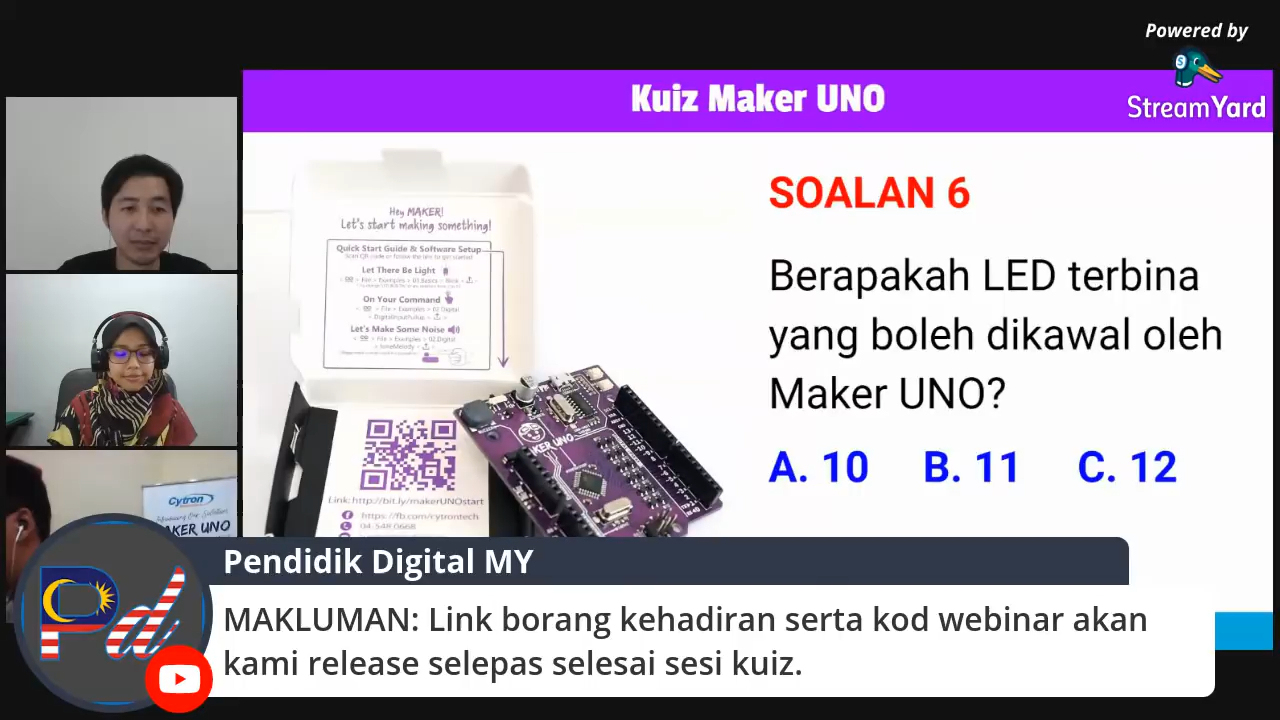 Powered by
StreamYard
Kuiz Maker UNO
Hey MAKER!
Let's start making something!
Quick Start Guide & Software Setup
Let There Be Light
On Your Command
Let's Make Some Noise
Link: http://bit.ly/makerUNOstart
https://fb.com/cytrontech
04-548 0668
SOALAN 6
Berapakah LED terbina
yang boleh dikawal oleh
Maker UNO?
A. 10 B. 11 C. 12
Cytron
Pendidik Digital MY
MAKLUMAN: Link borang kehadiran serta kod webinar akan
kami release selepas selesai sesi kuiz.